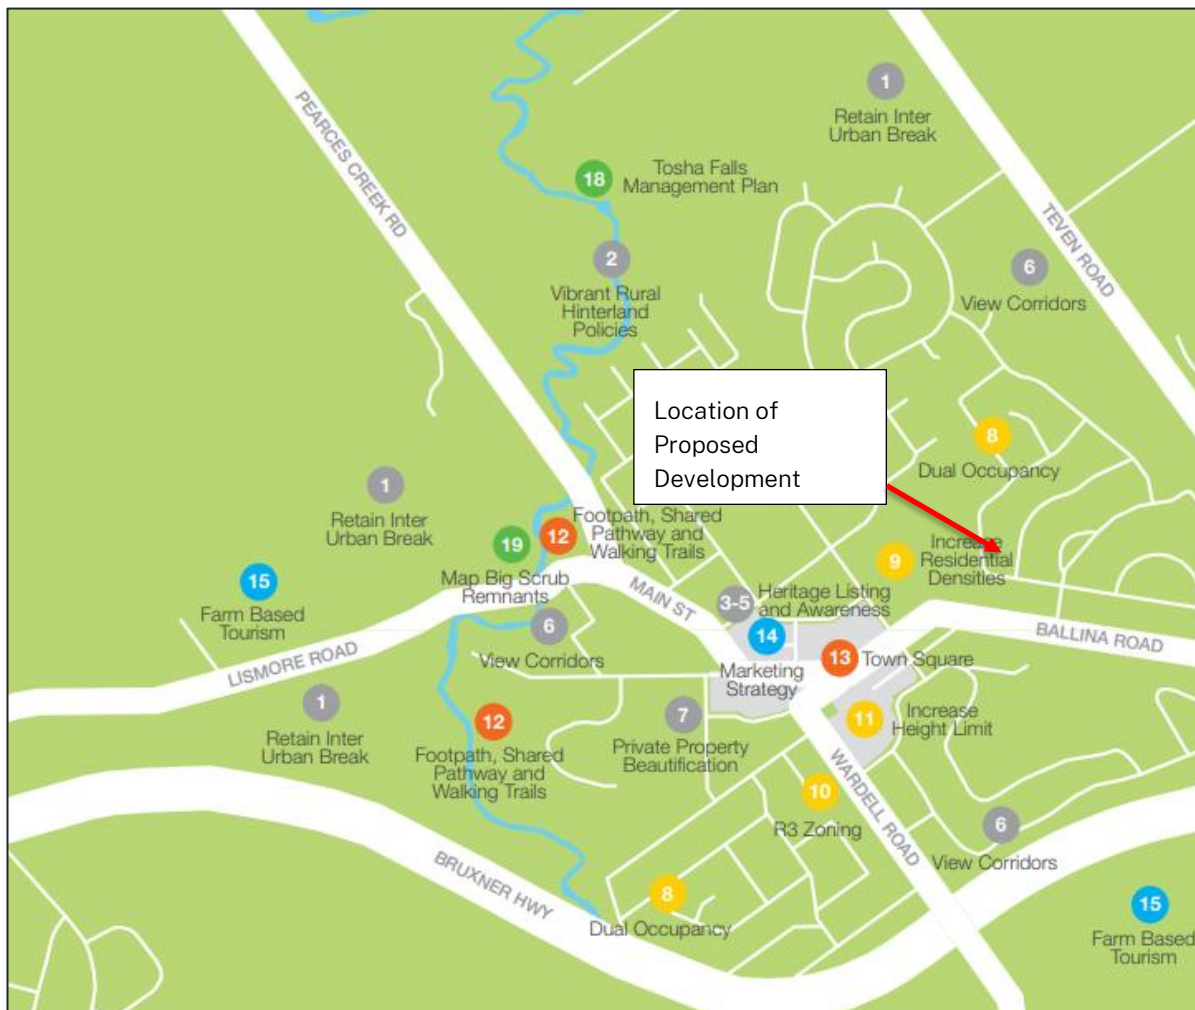 1
Retain Inter
Urban Break
PEARCES CREEK RD
18
Tosha Falls
Management Plan
TEVEN ROAD
2
Vibrant Rural
Hinterland
Policies
6
View Corridors
Location of
Proposed
Development
8
Dual Occupancy
1
Retain Inter
Urban Break
19
Map Big Scrub
Remnants
12
Footpath, Shared
Pathway and
Walking Trails
9
Increase
Residential
Densities
15
Farm Based
Tourism
MAIN ST
3-5
Heritage Listing
and Awareness
14
Marketing
Strategy
13
Town Square
BALLINA ROAD
LISMORE ROAD
6
View Corridors
1
Retain Inter
Urban Break
12
Footpath, Shared
Pathway and
Walking Trails
7
Private Property
Beautification
11
Increase
Height Limit
10
R3 Zoning
WARDELL ROAD
6
View Corridors
BRUXNER HWY
8
Dual Occupancy
15
Farm Based
Tourism